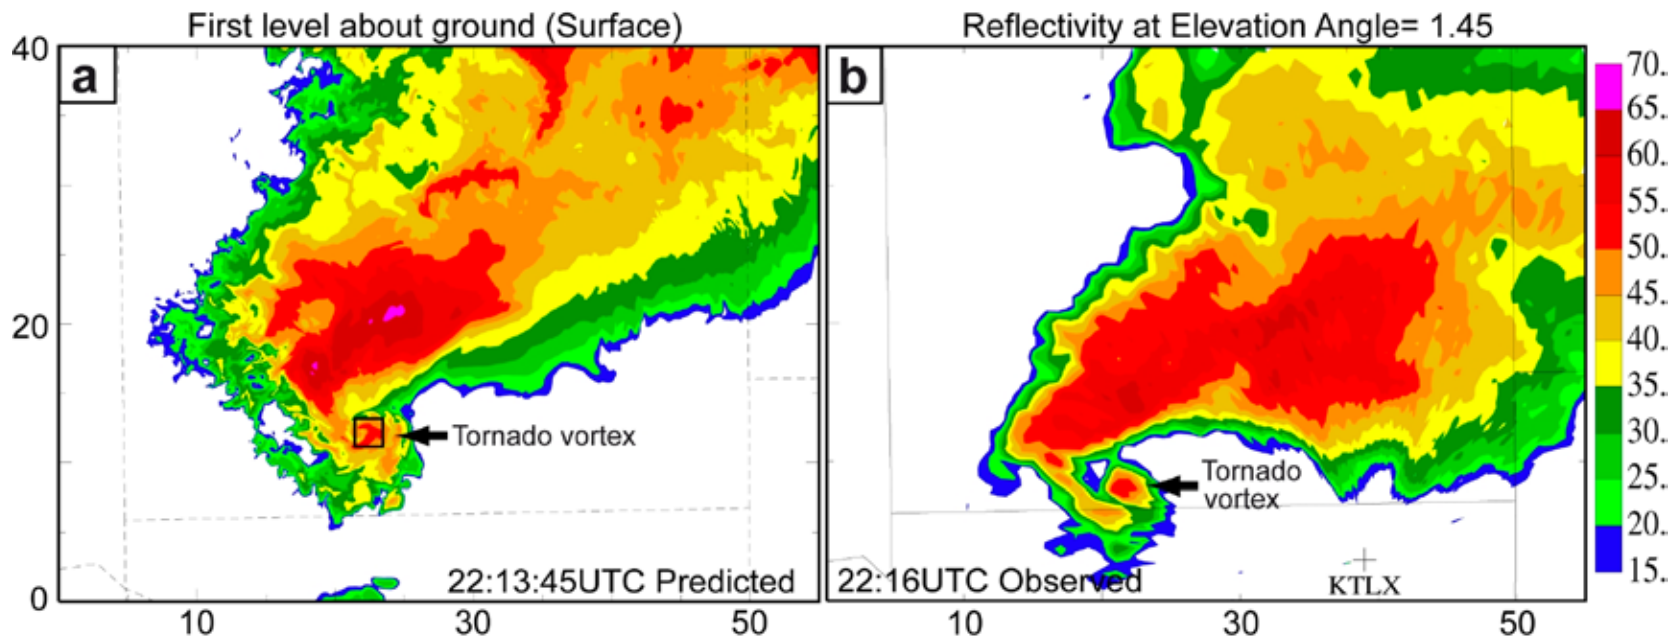 First level about ground (Surface)
Reflectivity at Elevation Angle= 1.45
40
20
0
a
Tornado vortex
22:13:45UTC Predicted
10
30
50
b
Tornado
vortex
22:16UTC Observed
KTLX
10
30
50
70.
65.
60.
55.
50.
45.
40.
35.
30.
25.
20.
15.